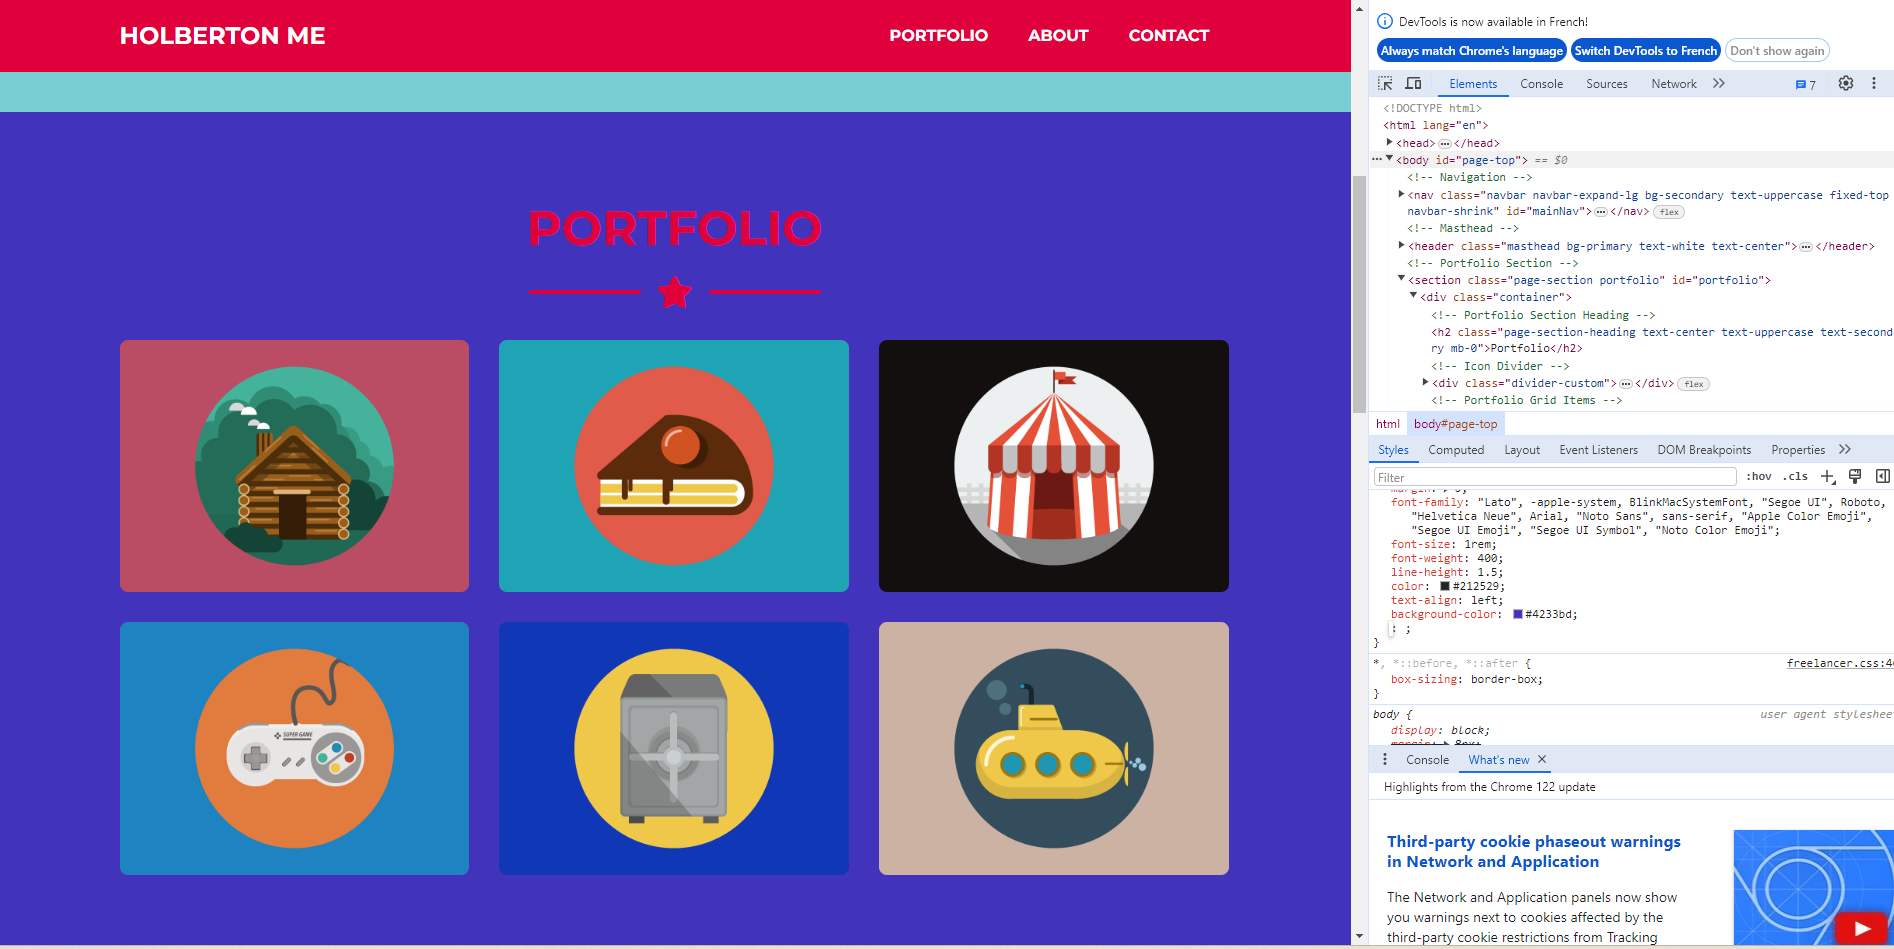 HOLBERTON ME
PORTFOLIO ABOUT CONTACT
PORTFOLIO
SUPER GAME
DevTools is now available in French!
Always match Chrome's language Switch DevTools to French Don't show again
Elements Console Sources Network 7
<!DOCTYPE html>
<html lang="en">
<head>…</head>
<body id="page-top"> == $0
<!-- Navigation -->
<nav class="navbar navbar-expand-lg bg-secondary text-uppercase fixed-top
navbar-shrink" id="mainNav">…</nav> flex
<!-- Masthead -->
<header class="masthead bg-primary text-white text-center">…</header>
<!-- Portfolio Section -->
<section class="page-section portfolio" id="portfolio">
<div class="container">
<!-- Portfolio Section Heading -->
<h2 class="page-section-heading text-center text-uppercase text-second
ry mb-0">Portfolio</h2>
<!-- Icon Divider -->
<div class="divider-custom">…</div> flex
<!-- Portfolio Grid Items -->
html body#page-top
Styles Computed Layout Event Listeners DOM Breakpoints Properties
Filter :hov .cls
margin: 0;
font-family: "Lato", -apple-system, BlinkMacSystemFont, "Segoe UI", Roboto,
"Helvetica Neue", Arial, "Noto Sans", sans-serif, "Apple Color Emoji",
"Segoe UI Emoji", "Segoe UI Symbol", "Noto Color Emoji";
font-size: 1rem;
font-weight: 400;
line-height: 1.5;
color: #212529;
text-align: left;
background-color: #4233bd;
: ;
}
*, *::before, *::after { freelancer.css:4
box-sizing: border-box;
}
body { user agent stylesheet
display: block;
margin: 8px;
Console What's new
Highlights from the Chrome 122 update
Third-party cookie phaseout warnings
in Network and Application
The Network and Application panels now show
you warnings next to cookies affected by the
third-party cookie restrictions from Tracking